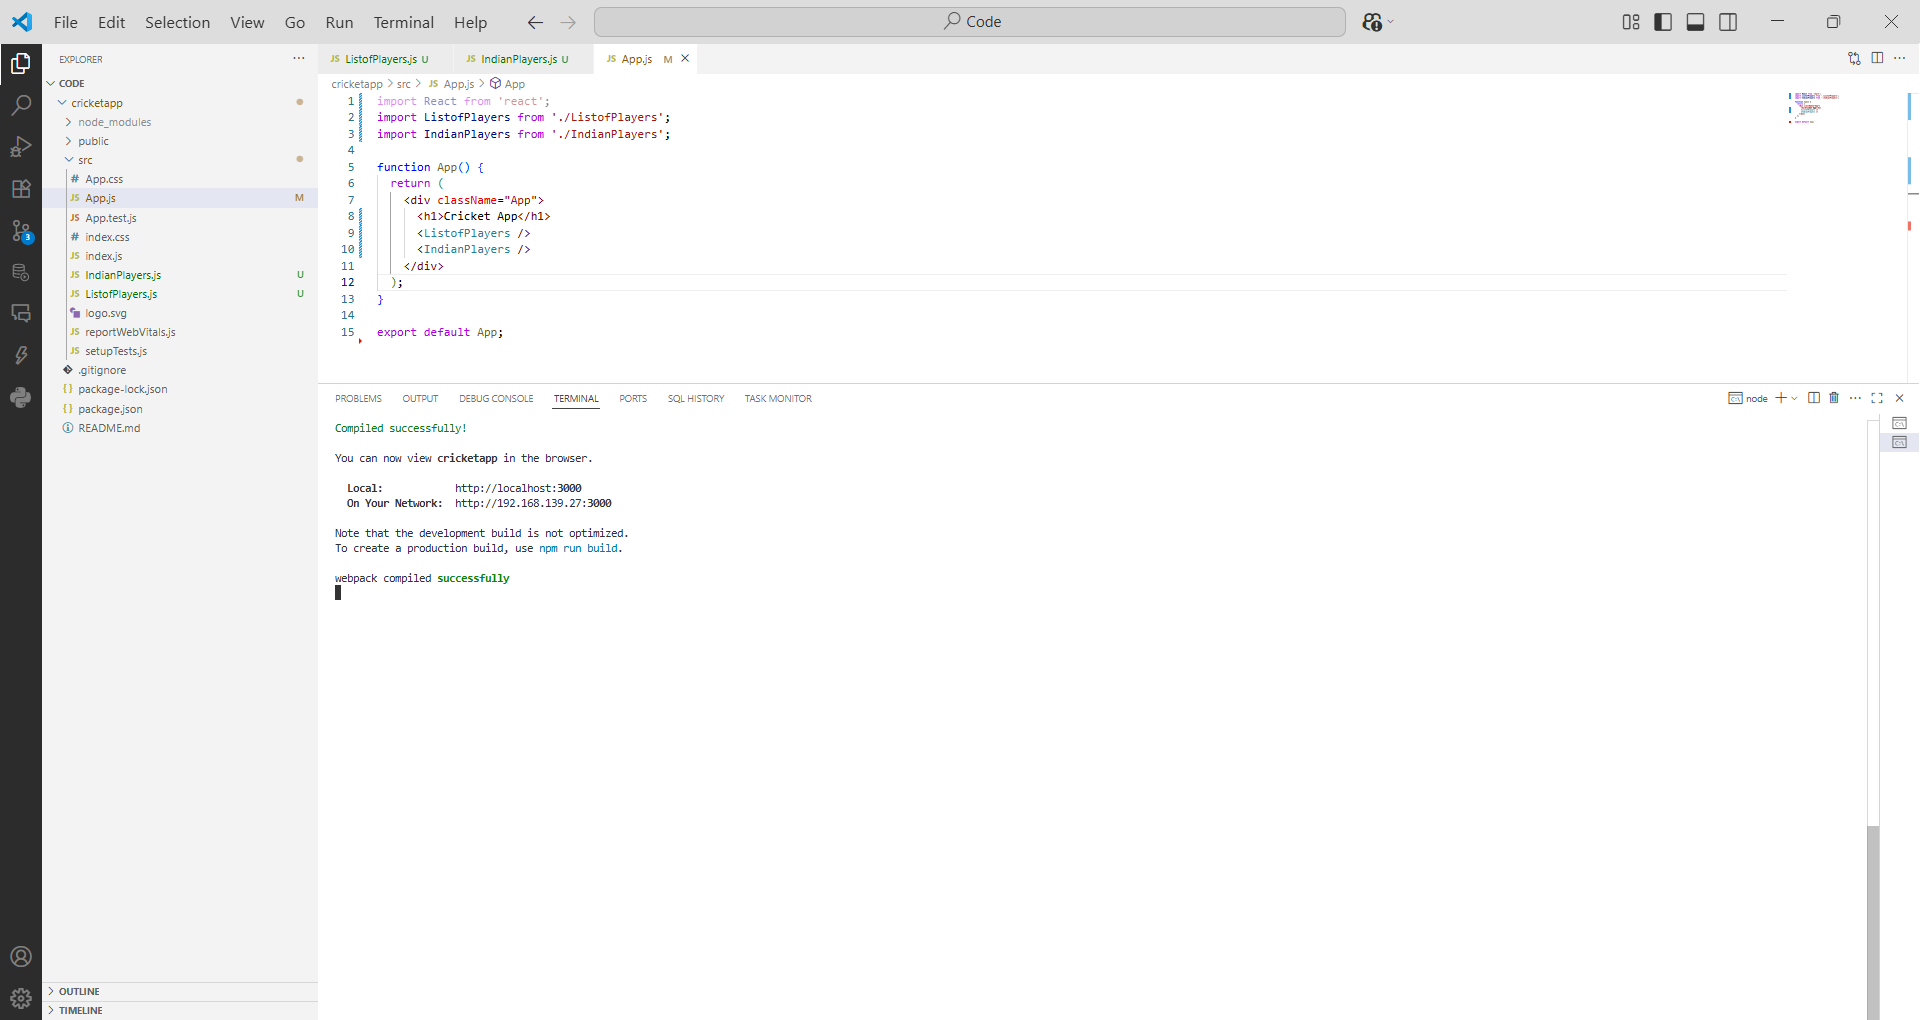 File Edit Selection View Go Run Terminal Help
Code
EXPLORER
CODE
cricketapp
node_modules
public
src
# App.css
JS App.js M
JS App.test.js
# index.css
JS index.js
JS IndianPlayers.js U
JS ListofPlayers.js U
logo.svg
JS reportWebVitals.js
JS setupTests.js
.gitignore
{} package-lock.json
{} package.json
README.md
OUTLINE
TIMELINE
3
JS ListofPlayers.js U JS IndianPlayers.js U JS App.js M
cricketapp > src > JS App.js > App
1 import React from 'react';
2 import ListofPlayers from './ListofPlayers';
3 import IndianPlayers from './IndianPlayers';
4
5 function App() {
6 return (
7 <div className="App">
8 <h1>Cricket App</h1>
9 <ListofPlayers />
10 <IndianPlayers />
11 </div>
12 );
13 }
14
15 export default App;
PROBLEMS OUTPUT DEBUG CONSOLE TERMINAL PORTS SQL HISTORY TASK MONITOR
node
Compiled successfully!
You can now view cricketapp in the browser.
Local: http://localhost:3000
On Your Network: http://192.168.139.27:3000
Note that the development build is not optimized.
To create a production build, use npm run build.
webpack compiled successfully